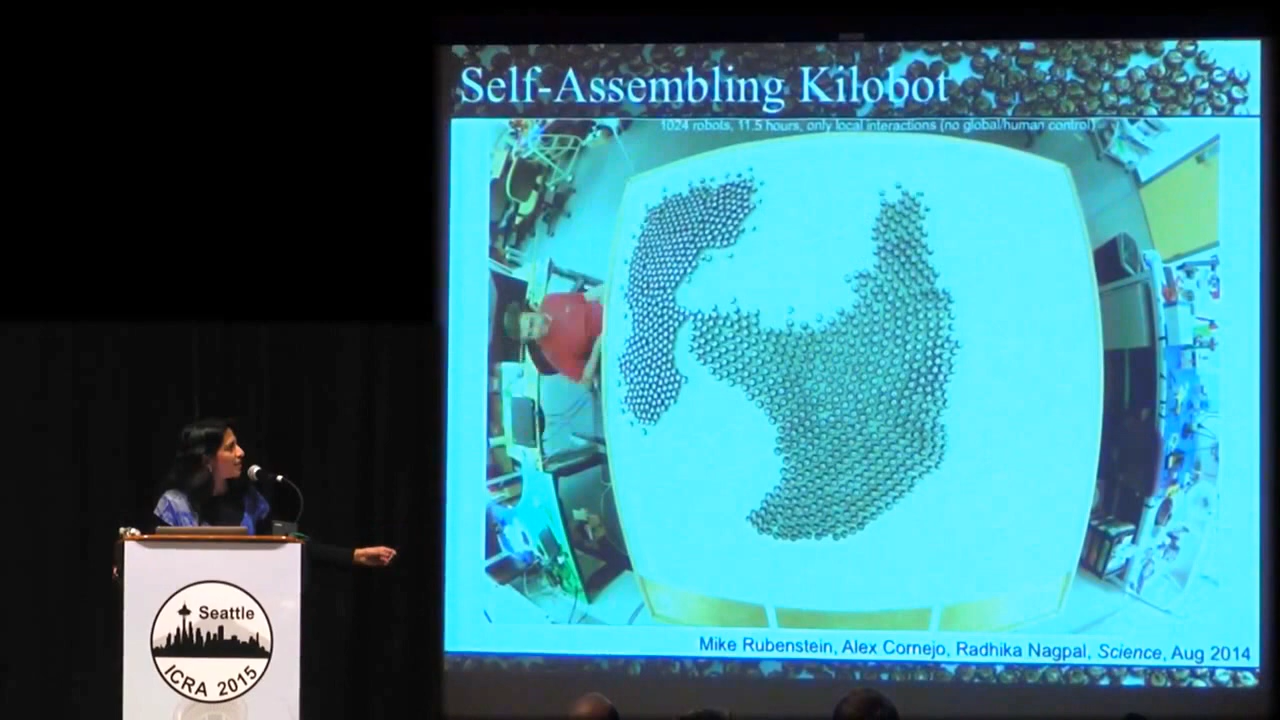 Self-Assembling Kilobot
1024 robots, 11.5 hours, only local interactions (no global/human control)
Mike Rubenstein, Alex Cornejo, Radhika Nagpal, Science, Aug 2014
Seattle
ICRA 2015